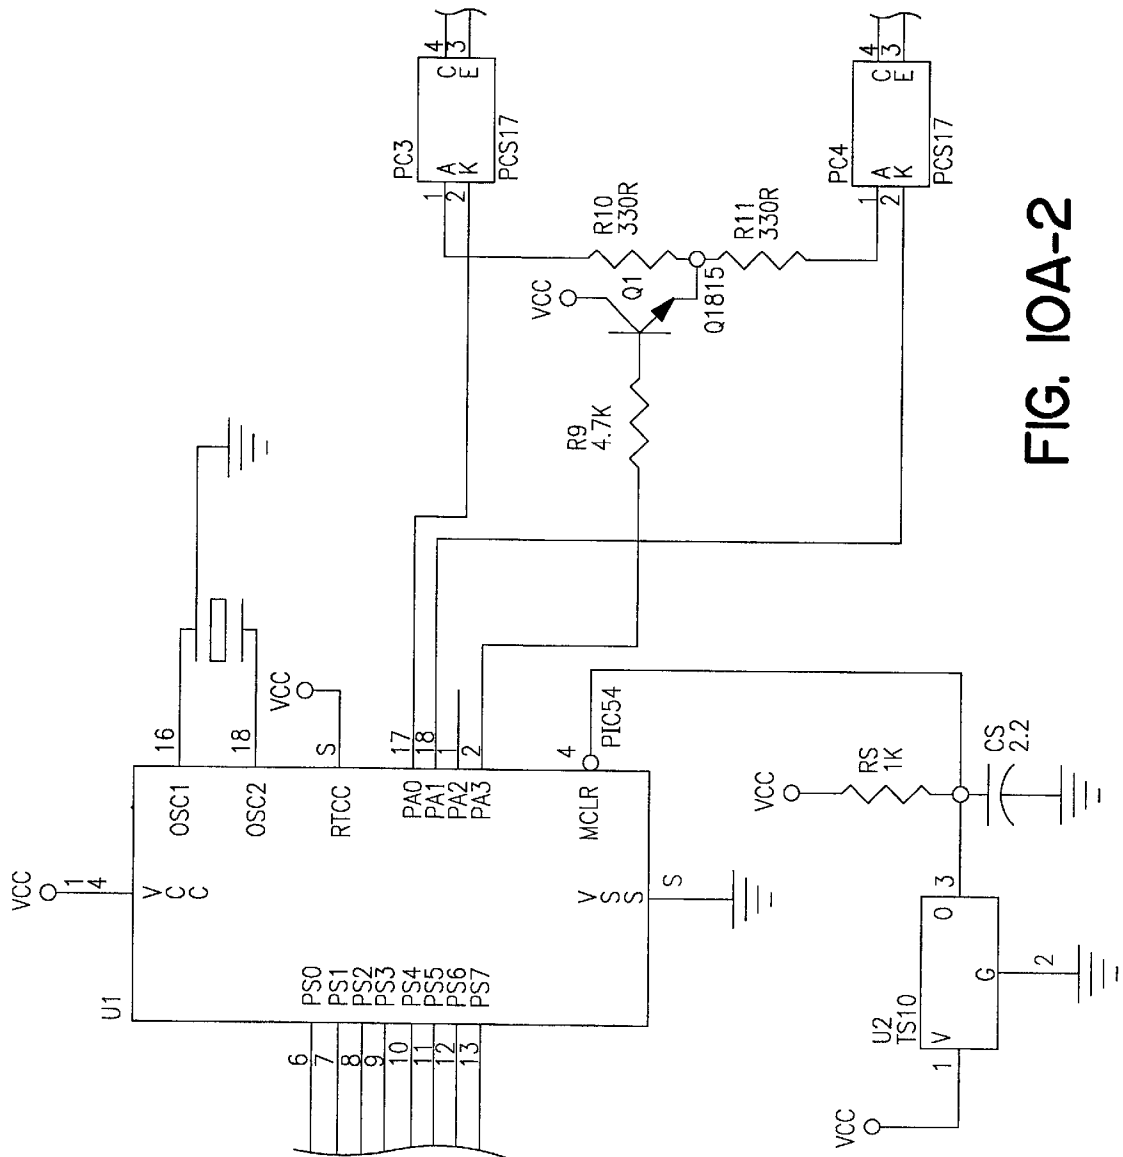 U1
VCC
1
4
V
C
C
OSC1
16
OSC2
18
RTCC
S
VCC
PA0
17
PA1
18
PA2
1
PA3
2
MCLR
4
PIC54
V
S
S
S
PS0
6
PS1
7
PS2
8
PS3
9
PS4
10
PS5
11
PS6
12
PS7
13
PC3
4
3
C
E
A
K
1
2
PCS17
PC4
4
3
C
E
A
K
1
2
PCS17
R10
330R
R11
330R
VCC
Q1
Q1815
R9
4.7K
VCC
RS
1K
CS
2.2
U2
TS10
V
G
O
1
2
3
VCC
FIG. 10A-2